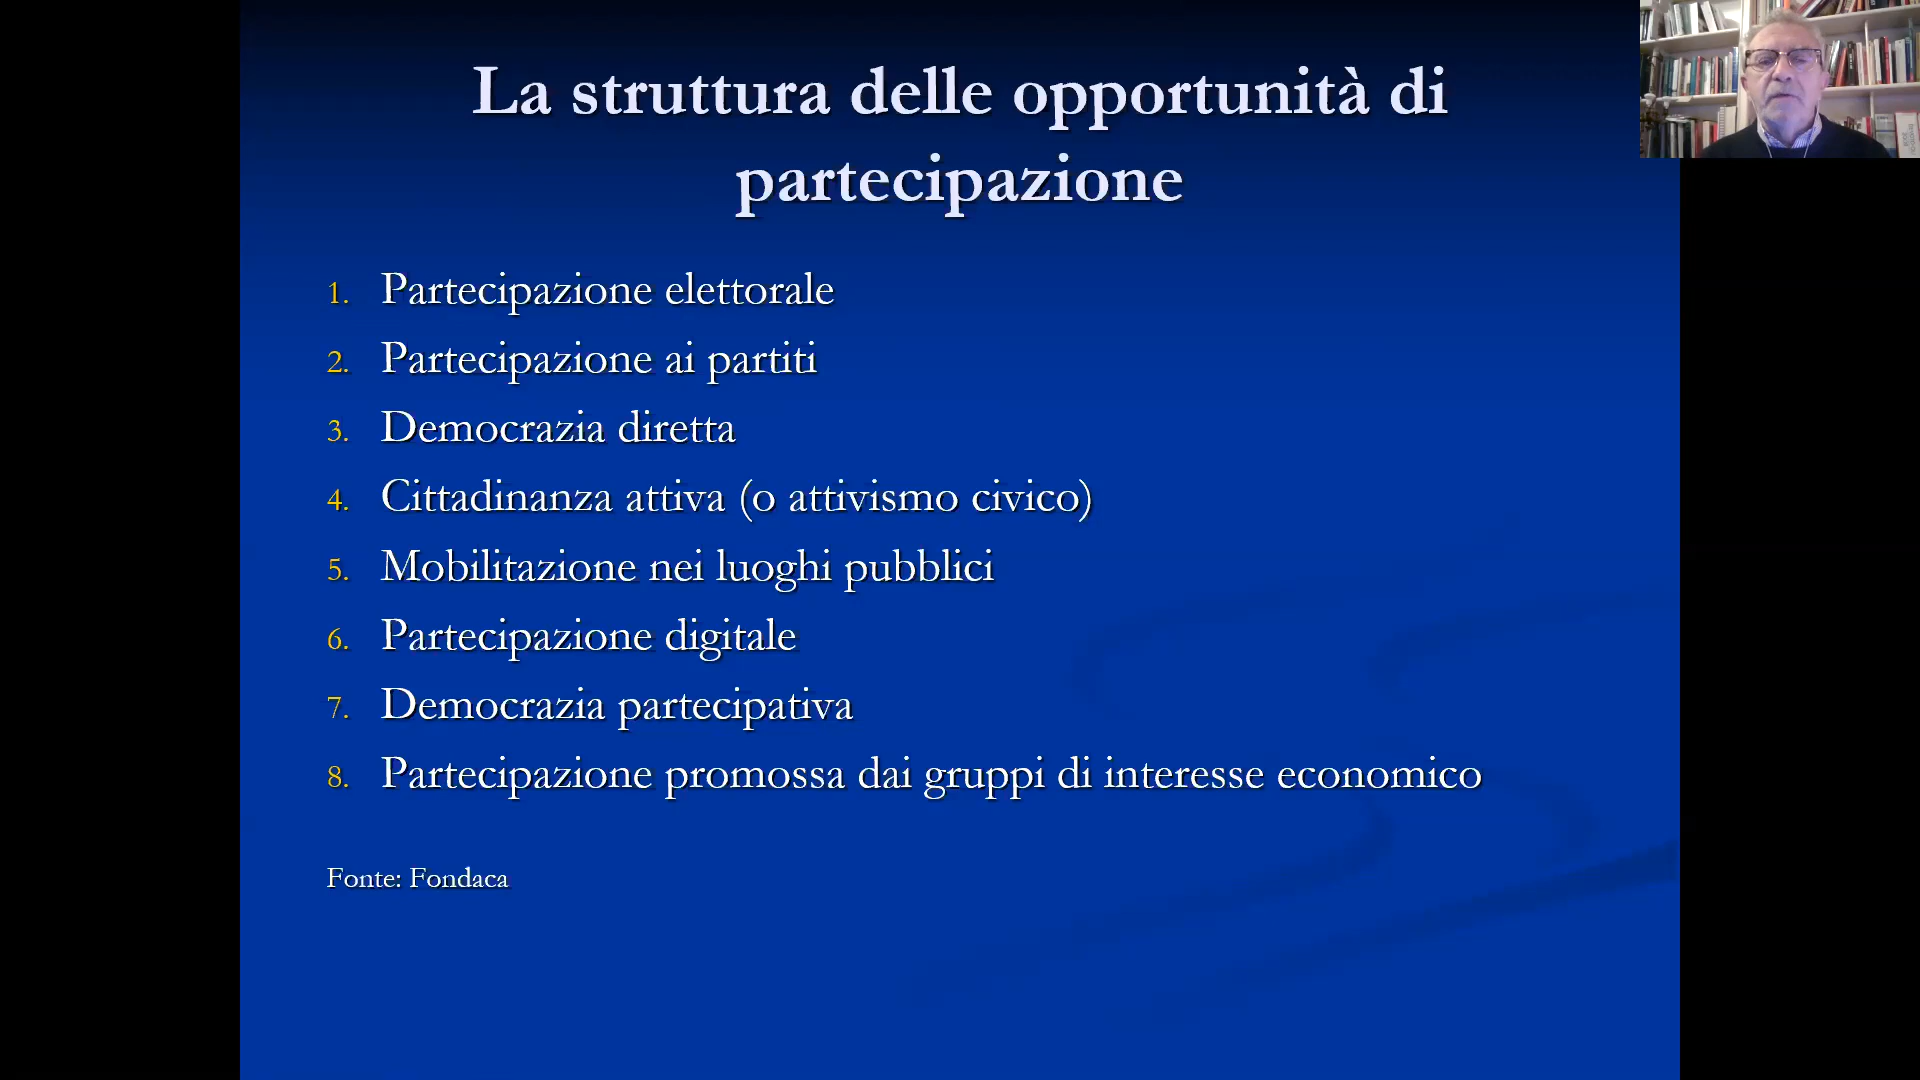 La struttura delle opportunità di
partecipazione
1. Partecipazione elettorale
2. Partecipazione ai partiti
3. Democrazia diretta
4. Cittadinanza attiva (o attivismo civico)
5. Mobilitazione nei luoghi pubblici
6. Partecipazione digitale
7. Democrazia partecipativa
8. Partecipazione promossa dai gruppi di interesse economico
Fonte: Fondaca